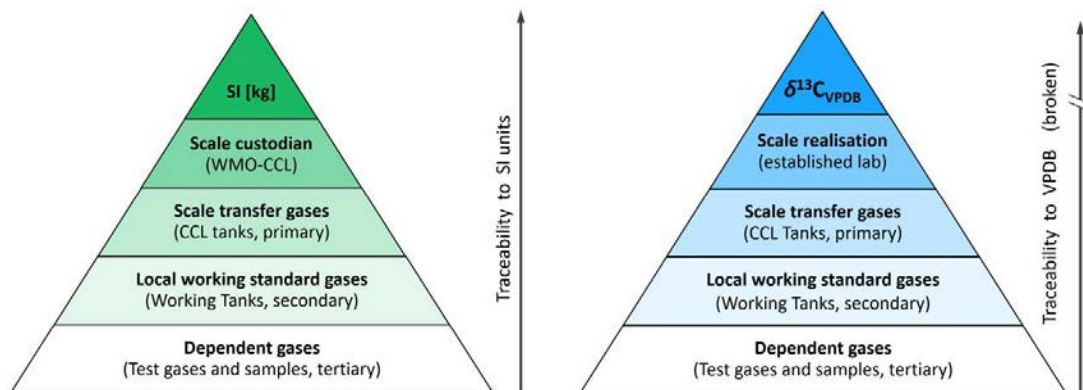 SI [kg]
Scale custodian
(WMO-CCL)
Scale transfer gases
(CCL tanks, primary)
Local working standard gases
(Working Tanks, secondary)
Dependent gases
(Test gases and samples, tertiary)
Traceability to SI units
δ¹³C_VPDB
Scale realisation
(established lab)
Scale transfer gases
(CCL Tanks, primary)
Local working standard gases
(Working Tanks, secondary)
Dependent gases
(Test gases and samples, tertiary)
Traceability to VPDB (broken)